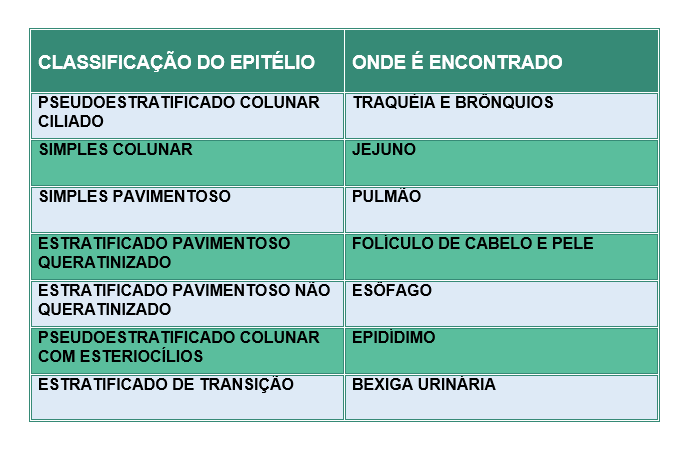 CLASSIFICAÇÃO DO EPITÉLIO
ONDE É ENCONTRADO
PSEUDOESTRATIFICADO COLUNAR
CILIADO
TRAQUÉIA E BRÔNQUIOS
SIMPLES COLUNAR
JEJUNO
SIMPLES PAVIMENTOSO
PULMÃO
ESTRATIFICADO PAVIMENTOSO
QUERATINIZADO
FOLÍCULO DE CABELO E PELE
ESTRATIFICADO PAVIMENTOSO NÃO
QUERATINIZADO
ESÔFAGO
PSEUDOESTRATIFICADO COLUNAR
COM ESTERIOCÍLIOS
EPIDÍDIMO
ESTRATIFICADO DE TRANSIÇÃO
BEXIGA URINÁRIA